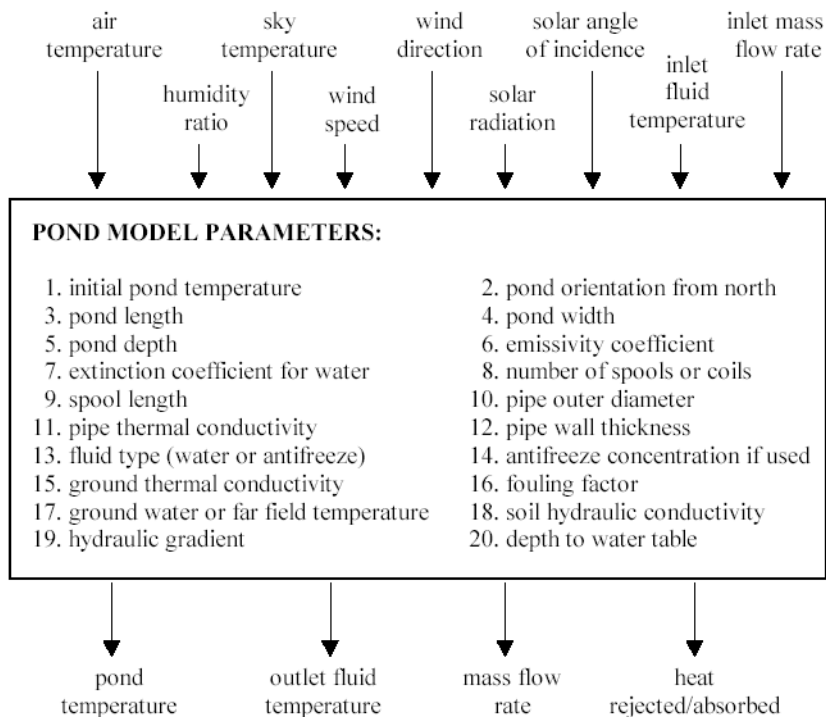 air
temperature
sky
temperature
wind
direction
solar angle
of incidence
inlet mass
flow rate
humidity
ratio
wind
speed
solar
radiation
inlet
fluid
temperature
POND MODEL PARAMETERS:
1. initial pond temperature
2. pond orientation from north
3. pond length
4. pond width
5. pond depth
6. emissivity coefficient
7. extinction coefficient for water
8. number of spools or coils
9. spool length
10. pipe outer diameter
11. pipe thermal conductivity
12. pipe wall thickness
13. fluid type (water or antifreeze)
14. antifreeze concentration if used
15. ground thermal conductivity
16. fouling factor
17. ground water or far field temperature
18. soil hydraulic conductivity
19. hydraulic gradient
20. depth to water table
pond
temperature
outlet fluid
temperature
mass flow
rate
heat
rejected/absorbed